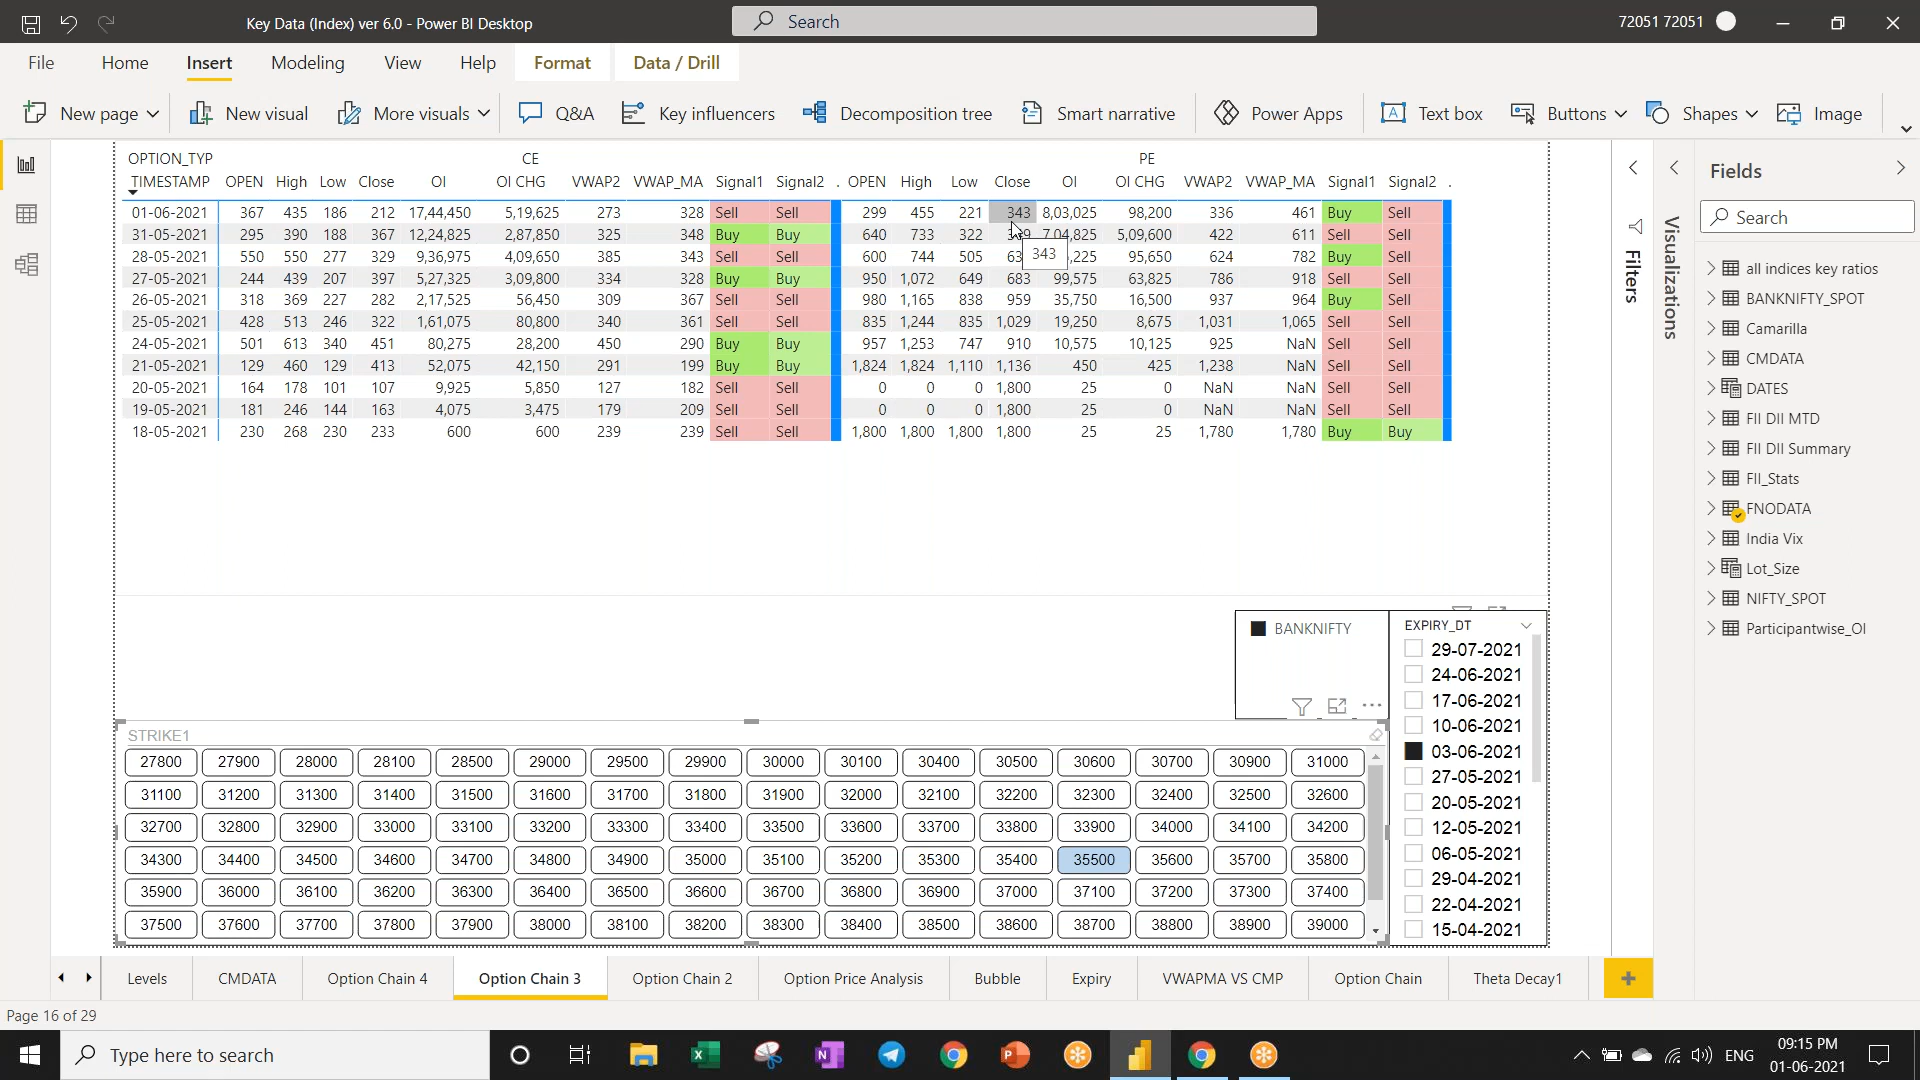 Key Data (Index) ver 6.0 - Power BI Desktop
Search
72051 72051
File Home Insert Modeling View Help Format Data / Drill
New page New visual More visuals Q&A Key influencers Decomposition tree Smart narrative Power Apps Text box Buttons Shapes Image
OPTION_TYP CE PE
TIMESTAMP OPEN High Low Close OI OI CHG VWAP2 VWAP_MA Signal1 Signal2 . OPEN High Low Close OI OI CHG VWAP2 VWAP_MA Signal1 Signal2 .
01-06-2021 367 435 186 212 17,44,450 5,19,625 273 328 Sell Sell 299 455 221 343 8,03,025 98,200 336 461 Buy Sell
31-05-2021 295 390 188 367 12,24,825 2,87,850 325 348 Buy Buy 640 733 322 7,04,825 5,09,600 422 611 Sell Sell
343
28-05-2021 550 550 277 329 9,36,975 4,09,650 385 343 Sell Sell 600 744 505 95,650 624 782 Buy Sell
27-05-2021 244 439 207 397 5,27,325 3,09,800 334 328 Buy Buy 950 1,072 649 683 99,575 63,825 786 918 Sell Sell
26-05-2021 318 369 227 282 2,17,525 56,450 309 367 Sell Sell 980 1,165 838 959 35,750 16,500 937 964 Buy Sell
25-05-2021 428 513 246 322 1,61,075 80,800 340 361 Sell Sell 835 1,244 835 1,029 19,250 8,675 1,031 1,065 Sell Sell
24-05-2021 501 613 340 451 80,275 28,200 450 290 Buy Buy 957 1,253 747 910 10,575 10,125 925 NaN Sell Sell
21-05-2021 129 460 129 413 52,075 42,150 291 199 Buy Buy 1,824 1,824 1,110 1,136 450 425 1,238 NaN Sell Sell
20-05-2021 164 178 101 107 9,925 5,850 127 182 Sell Sell 0 0 0 1,800 25 0 NaN NaN Sell Sell
19-05-2021 181 246 144 163 4,075 3,475 179 209 Sell Sell 0 0 0 1,800 25 0 NaN NaN Sell Sell
18-05-2021 230 268 230 233 600 600 239 239 Sell Sell 1,800 1,800 1,800 1,800 25 25 1,780 1,780 Buy Buy
BANKNIFTY
EXPIRY_DT
29-07-2021
24-06-2021
17-06-2021
10-06-2021
03-06-2021
27-05-2021
20-05-2021
12-05-2021
06-05-2021
29-04-2021
22-04-2021
15-04-2021
STRIKE1
27800 27900 28000 28100 28500 29000 29500 29900 30000 30100 30400 30500 30600 30700 30900 31000
31100 31200 31300 31400 31500 31600 31700 31800 31900 32000 32100 32200 32300 32400 32500 32600
32700 32800 32900 33000 33100 33200 33300 33400 33500 33600 33700 33800 33900 34000 34100 34200
34300 34400 34500 34600 34700 34800 34900 35000 35100 35200 35300 35400 35500 35600 35700 35800
35900 36000 36100 36200 36300 36400 36500 36600 36700 36800 36900 37000 37100 37200 37300 37400
37500 37600 37700 37800 37900 38000 38100 38200 38300 38400 38500 38600 38700 38800 38900 39000
Filters
Visualizations
Fields
Search
all indices key ratios
BANKNIFTY_SPOT
Camarilla
CMDATA
DATES
FII DII MTD
FII DII Summary
FII_Stats
FNODATA
India Vix
Lot_Size
NIFTY_SPOT
Participantwise_OI
Levels CMDATA Option Chain 4 Option Chain 3 Option Chain 2 Option Price Analysis Bubble Expiry VWAPMA VS CMP Option Chain Theta Decay1 +
Page 16 of 29
Type here to search
ENG
09:15 PM
01-06-2021